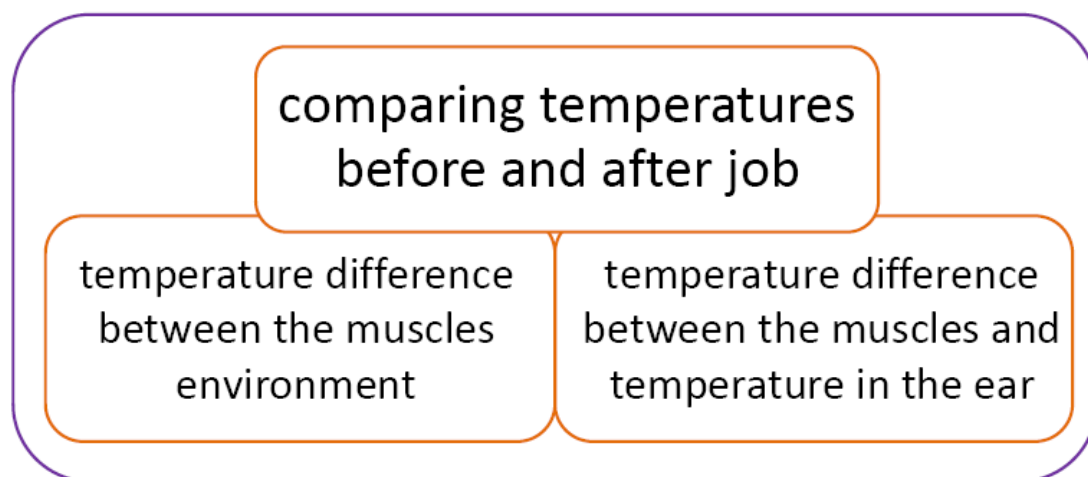 comparing temperatures
before and after job
temperature difference
between the muscles
environment
temperature difference
between the muscles and
temperature in the ear